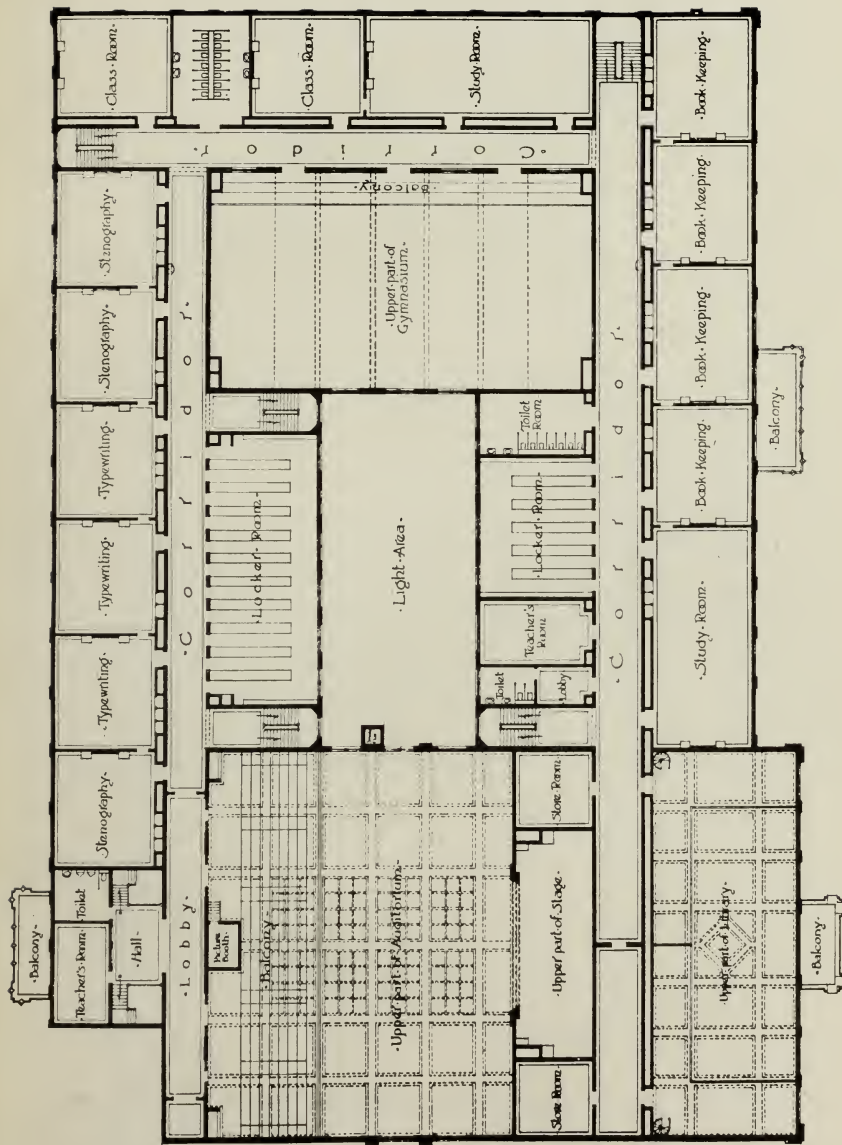 ·Class·Room·
·Class·Room·
·Study·Room·
·Book·Keeping·
·Corridor·
·Balcony·
·Upper·part·of
Gymnasium·
·Stenography·
·Book·Keeping·
·Stenography·
·Book·Keeping·
·Balcony·
·Typewriting·
·Typewriting·
·Typewriting·
·Corridor·
·Locker·Room·
·Light·Area·
Toilet
Room
·Locker·Room·
·Corridor·
·Book·Keeping·
Teacher's
Room
Toilet
·Lobby·
·Study·Room·
·Stenography·
·Toilet·
·Teacher's·Room·
·Hall·
·Balcony·
·Lobby·
Picture
Booth·
·Balcony·
·Upper·part·of·Auditorium·
·Store·Room·
·Upper·part·of·Stage·
·Store·Room·
·Upper·part·of·Library·
·Balcony·